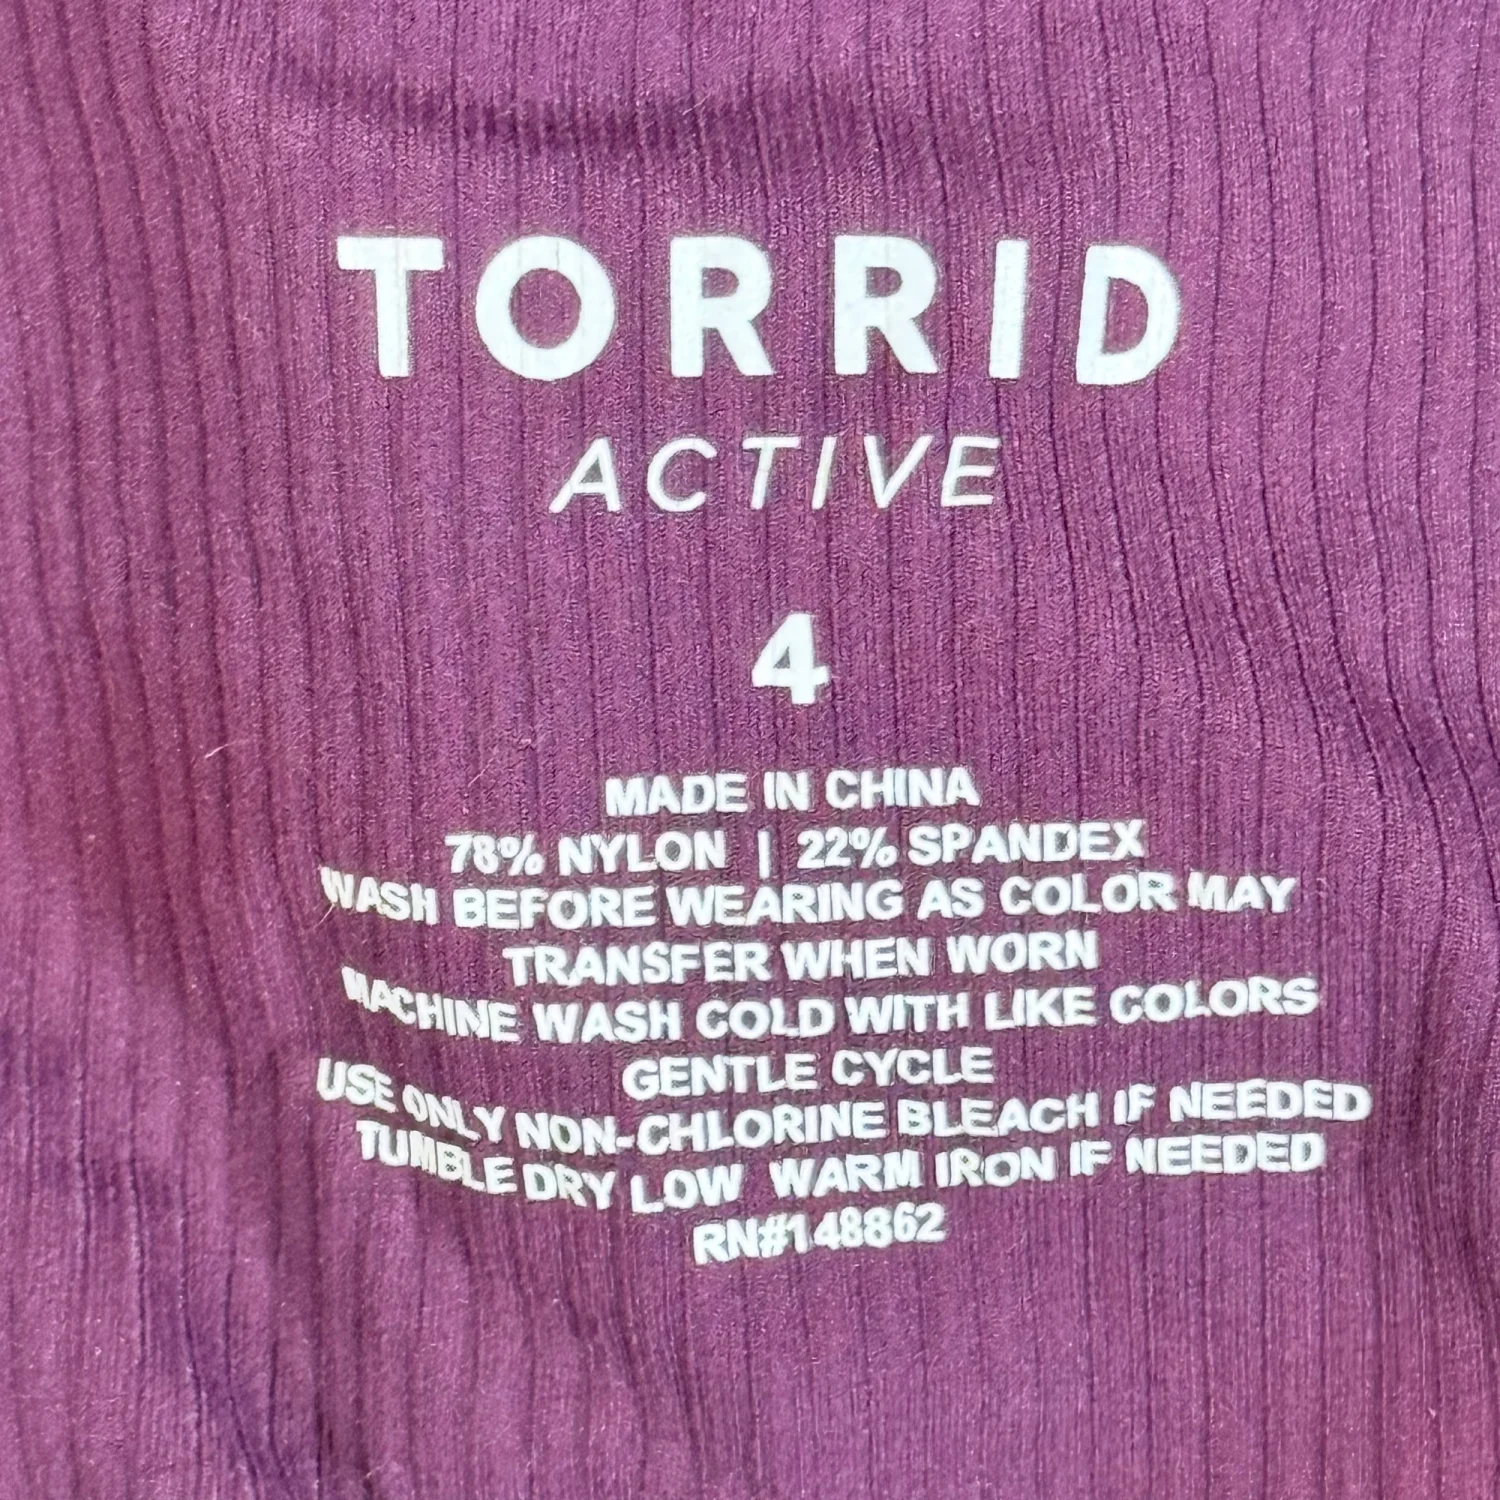 TORRID
ACTIVE
4
MADE IN CHINA
78% NYLON | 22% SPANDEX
WASH BEFORE WEARING AS COLOR MAY
TRANSFER WHEN WORN
MACHINE WASH COLD WITH LIKE COLORS
GENTLE CYCLE
USE ONLY NON-CHLORINE BLEACH IF NEEDED
TUMBLE DRY LOW WARM IRON IF NEEDED
RN#148862